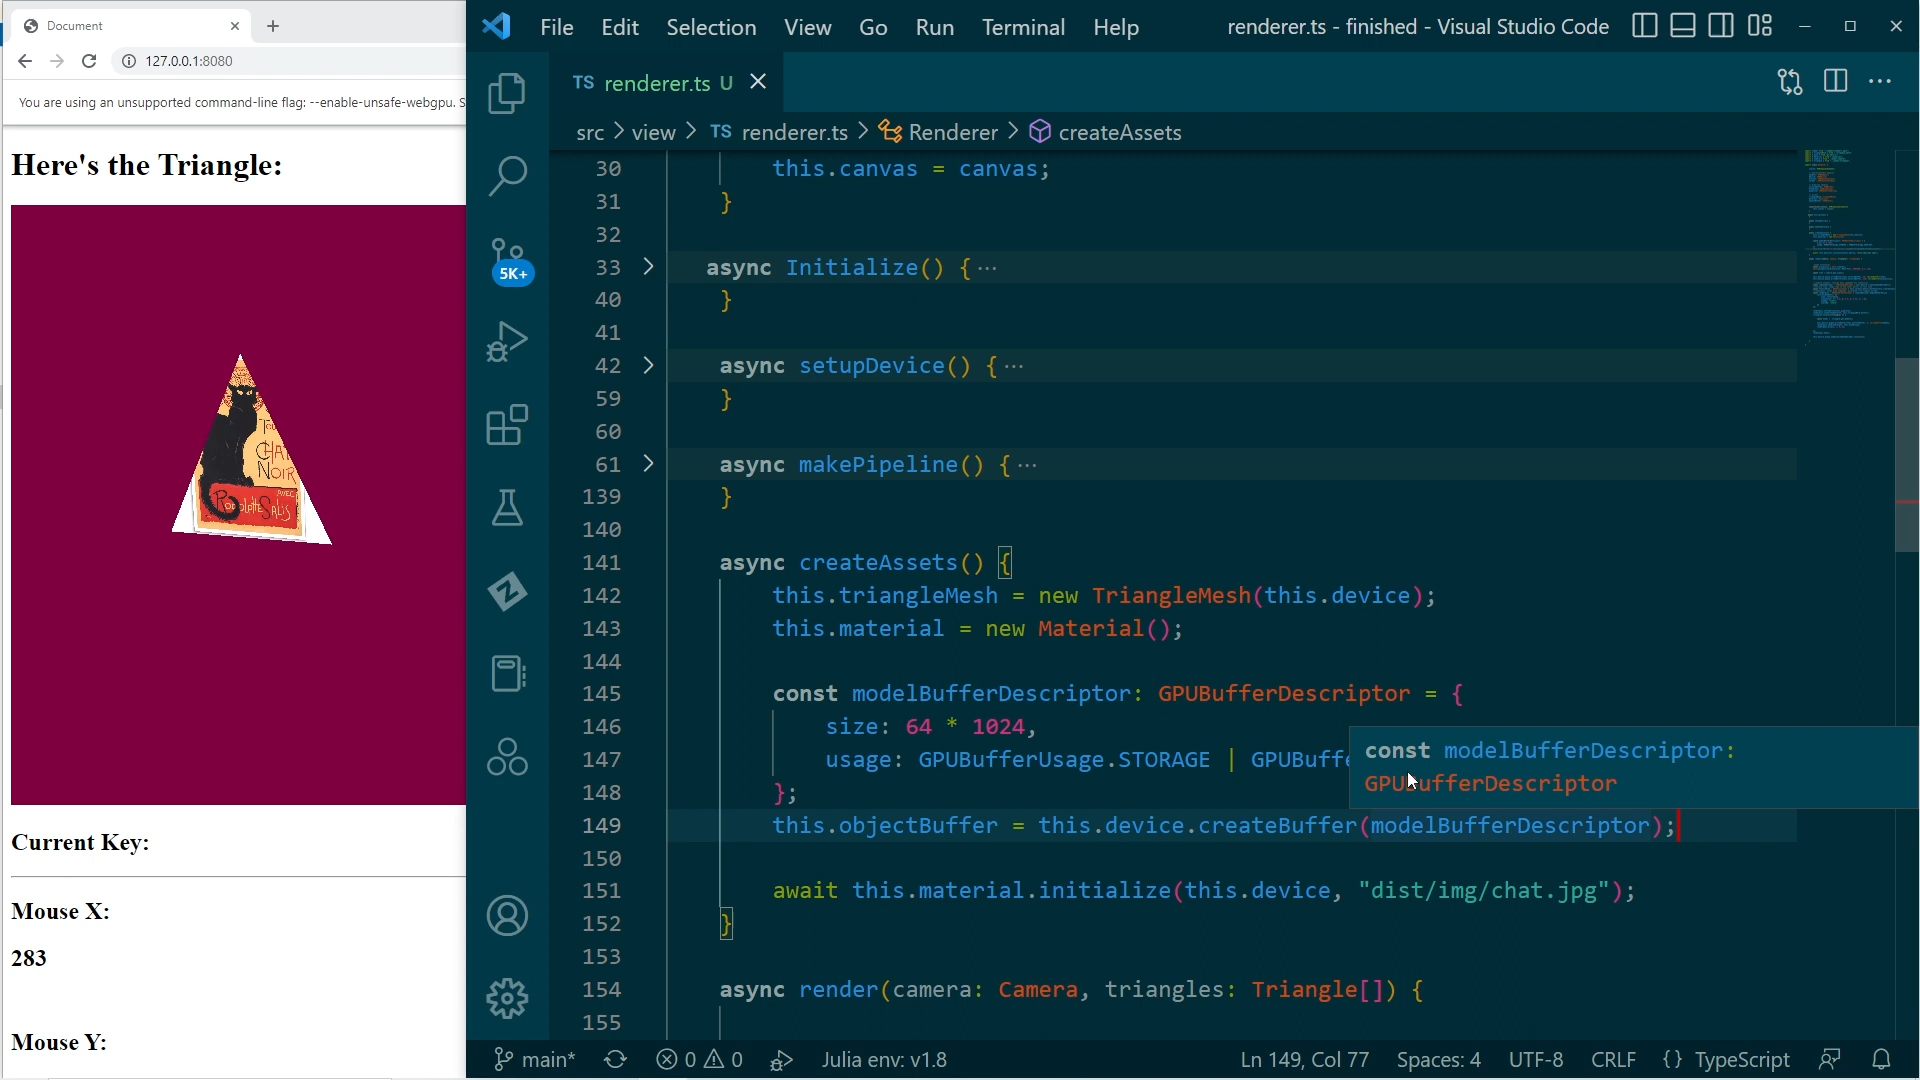 Document
127.0.0.1:8080
You are using an unsupported command-line flag: --enable-unsafe-webgpu. S
Here's the Triangle:
CHAT
NOIR
AVEC
Current Key:
Mouse X:
283
Mouse Y:
File Edit Selection View Go Run Terminal Help
renderer.ts - finished - Visual Studio Code
5K+
TS renderer.ts U
src > view > TS renderer.ts > Renderer > createAssets
30 this.canvas = canvas;
31 }
32
33 async Initialize() { ···
40 }
41
42 async setupDevice() { ···
59 }
60
61 async makePipeline() { ···
139 }
140
141 async createAssets() {
142 this.triangleMesh = new TriangleMesh(this.device);
143 this.material = new Material();
144
145 const modelBufferDescriptor: GPUBufferDescriptor = {
146 size: 64 * 1024,
147 usage: GPUBufferUsage.STORAGE | GPUBuffe
148 };
149 this.objectBuffer = this.device.createBuffer(modelBufferDescriptor);
150
151 await this.material.initialize(this.device, "dist/img/chat.jpg");
152 }
153
154 async render(camera: Camera, triangles: Triangle[]) {
155
const modelBufferDescriptor:
GPUBufferDescriptor
main* 0 0 Julia env: v1.8
Ln 149, Col 77 Spaces: 4 UTF-8 CRLF {} TypeScript